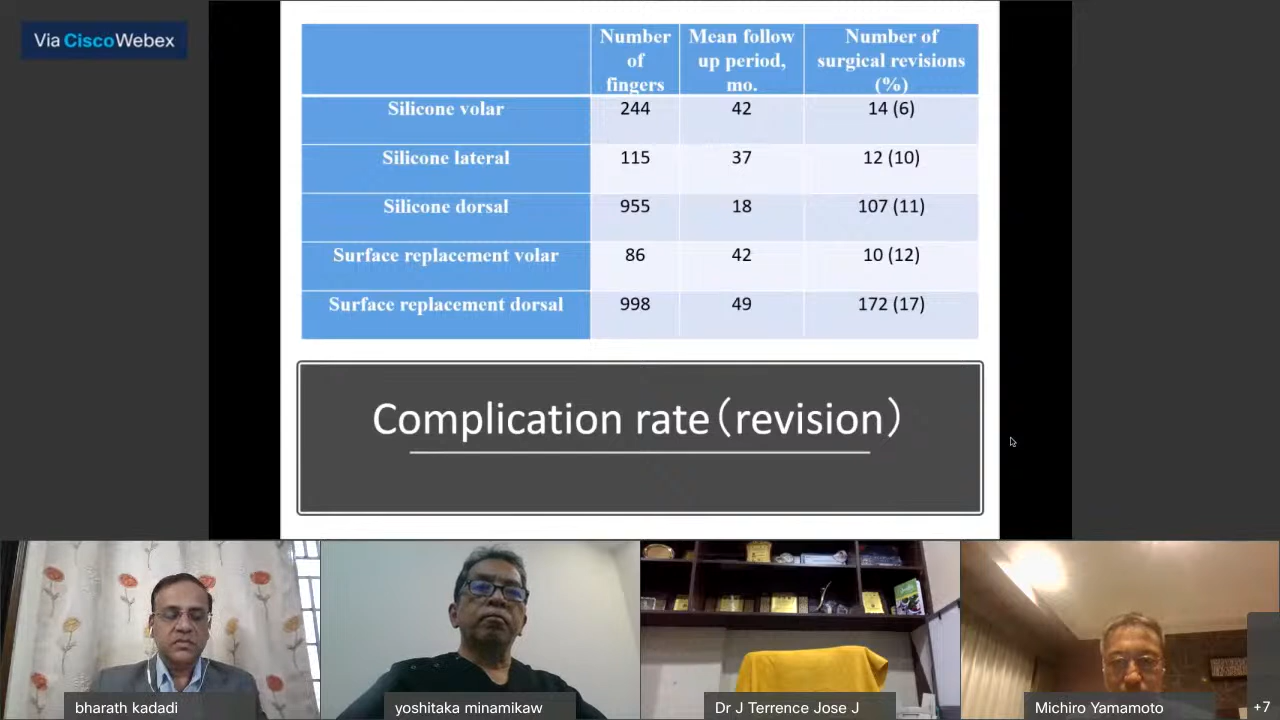 Via Cisco Webex
Number of fingers
Mean follow up period, mo.
Number of surgical revisions (%)
Silicone volar 244 42 14 (6)
Silicone lateral 115 37 12 (10)
Silicone dorsal 955 18 107 (11)
Surface replacement volar 86 42 10 (12)
Surface replacement dorsal 998 49 172 (17)
Complication rate（revision）
bharath kadadi
yoshitaka minamikaw
Dr J Terrence Jose J
Michiro Yamamoto
+7